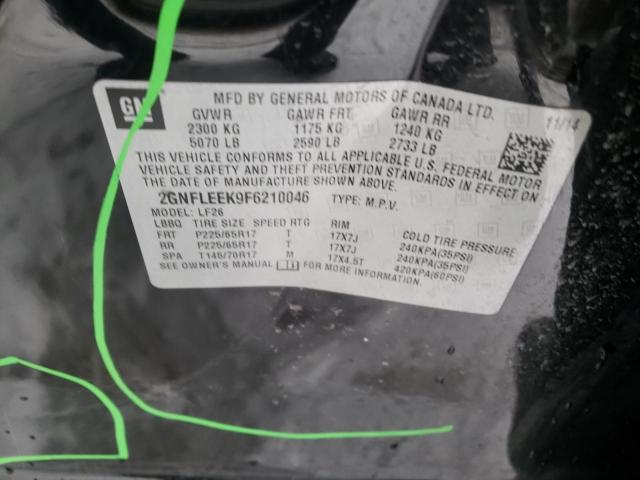 GM
MFD BY GENERAL MOTORS OF CANADA LTD.
GVWR GAWR FRT GAWR RR 11/14
2300 KG 1175 KG 1240 KG
5070 LB 2590 LB 2733 LB
THIS VEHICLE CONFORMS TO ALL APPLICABLE U.S. FEDERAL MOTOR
VEHICLE SAFETY AND THEFT PREVENTION STANDARDS IN EFFECT ON
THE DATE OF MANUFACTURE SHOWN ABOVE.
2GNFLEEK9F6210046 TYPE: M.P.V.
MODEL: LF26
LBBQ TIRE SIZE SPEED RTG RIM COLD TIRE PRESSURE
FRT P225/65R17 T 17X7J 240KPA(35PSI)
RR P225/65R17 T 17X7J 240KPA(35PSI)
SPA T145/70R17 M 17X4.5T 420KPA(60PSI)
SEE OWNER'S MANUAL FOR MORE INFORMATION.